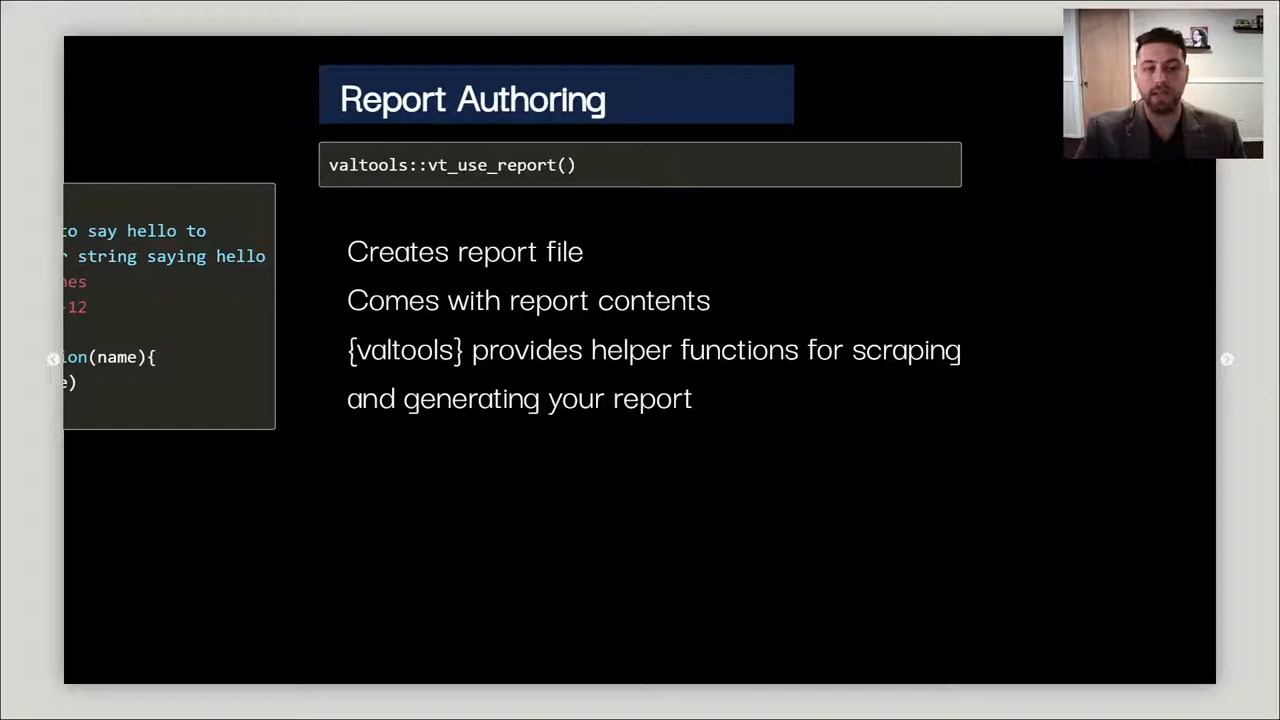 Report Authoring
valtools::vt_use_report()
to say hello to
string saying hello
-12
(name){
e)
Creates report file
Comes with report contents
{valtools} provides helper functions for scraping
and generating your report